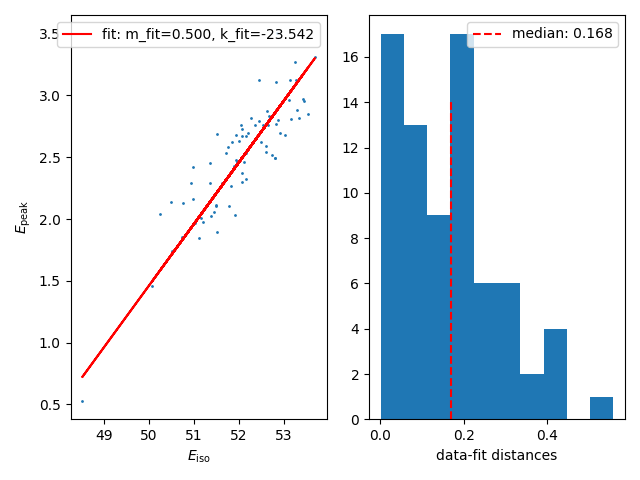 fit: m_fit=0.500, k_fit=-23.542
3.5
3.0
2.5
2.0
1.5
1.0
0.5
E_peak
49 50 51 52 53
E_iso
median: 0.168
16
14
12
10
8
6
4
2
0
0.0 0.2 0.4
data-fit distances